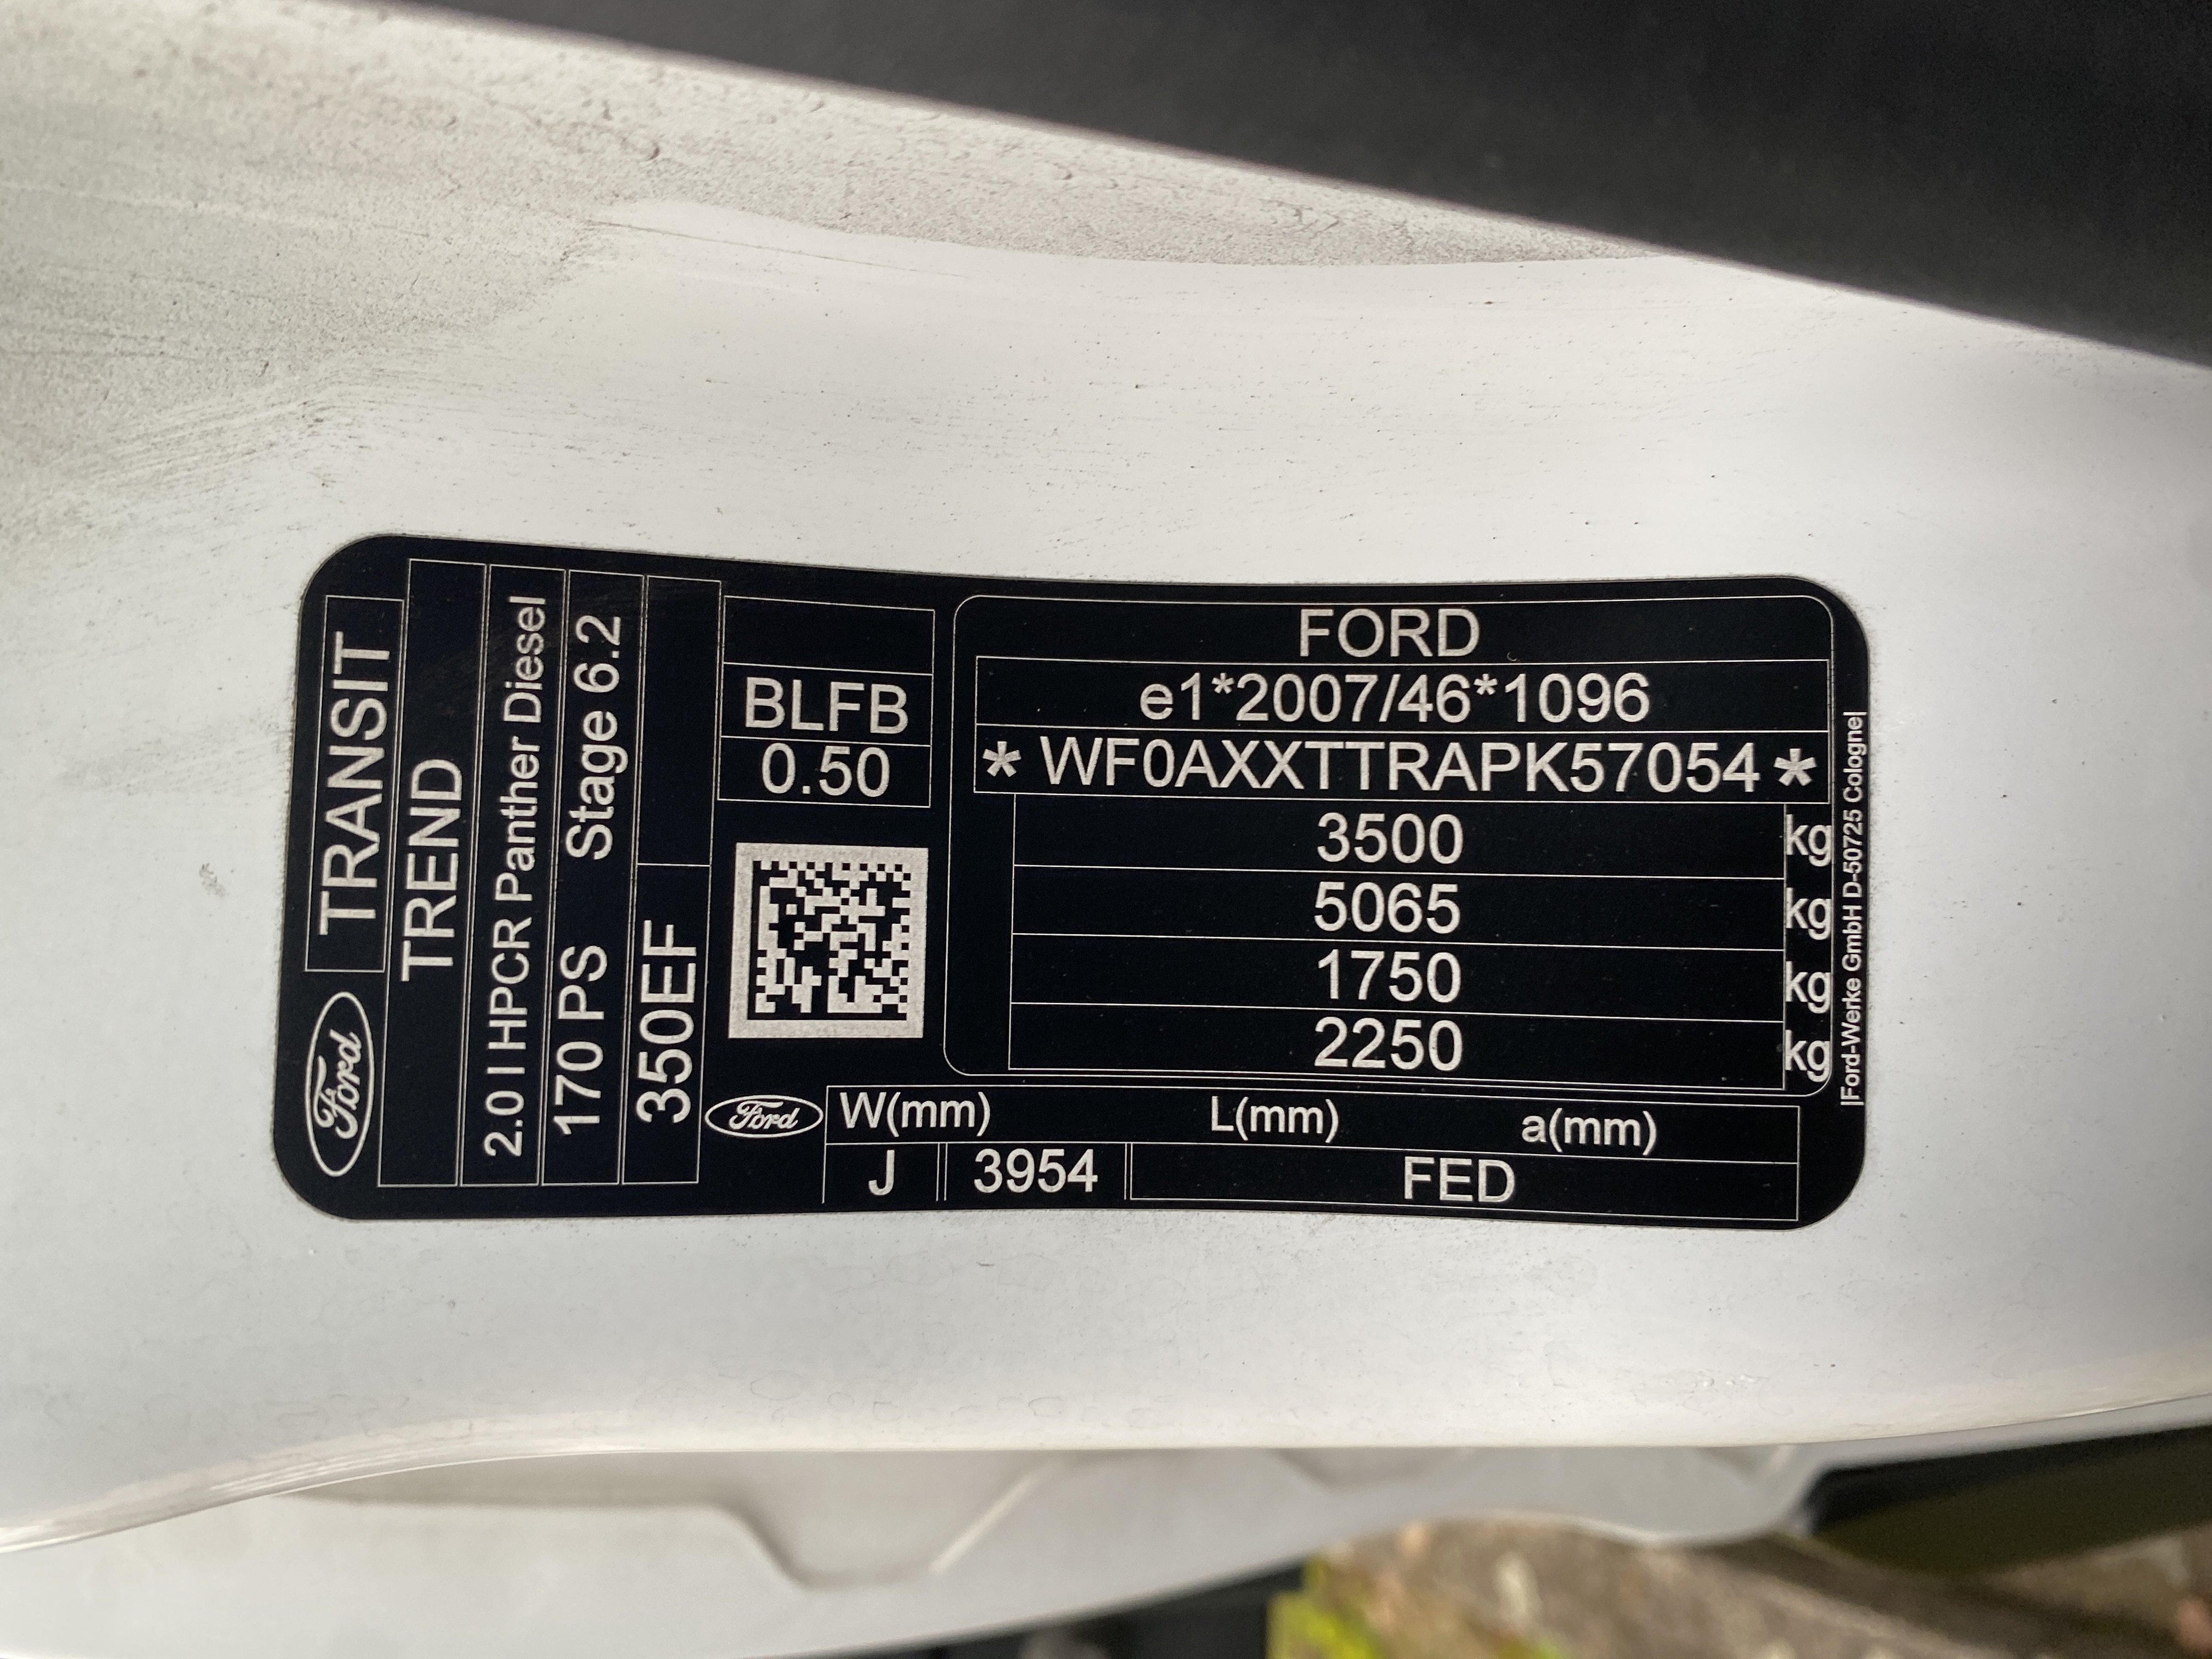 Ford
TRANSIT
TREND
2.0 l HPCR Panther Diesel
170 PS Stage 6.2
350EF
BLFB
0.50
FORD
e1*2007/46*1096
* WF0AXXTTRAPK57054 *
3500 kg
5065 kg
1750 kg
2250 kg
Ford
W(mm) L(mm) a(mm)
J 3954 FED
|Ford-Werke GmbH D-50725 Cologne|